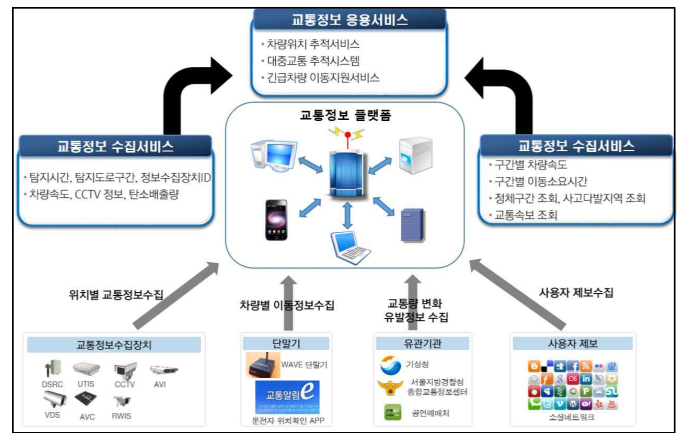 교통정보 응용서비스
• 차량위치 추적서비스
• 대중교통 추적시스템
• 긴급차량 이동지원서비스
교통정보 플랫폼
교통정보 수집서비스
• 탐지시간, 탐지도로구간, 정보수집장치ID
• 차량속도, CCTV 정보, 탄소배출량
교통정보 수집서비스
• 구간별 차량속도
• 구간별 이동소요시간
• 정체구간 조회, 사고다발지역 조회
• 교통속보 조회
위치별 교통정보수집
차량별 이동정보수집
교통량 변화
유발정보 수집
사용자 제보수집
교통정보수집장치
DSRC UTIS CCTV AVI
VDS AVC RWIS
단말기
WAVE 단말기
교통알림e
운전자 위치확인 APP
유관기관
기상청
서울지방경찰청
종합교통정보센터
공연예매처
사용자 제보
소셜네트워크